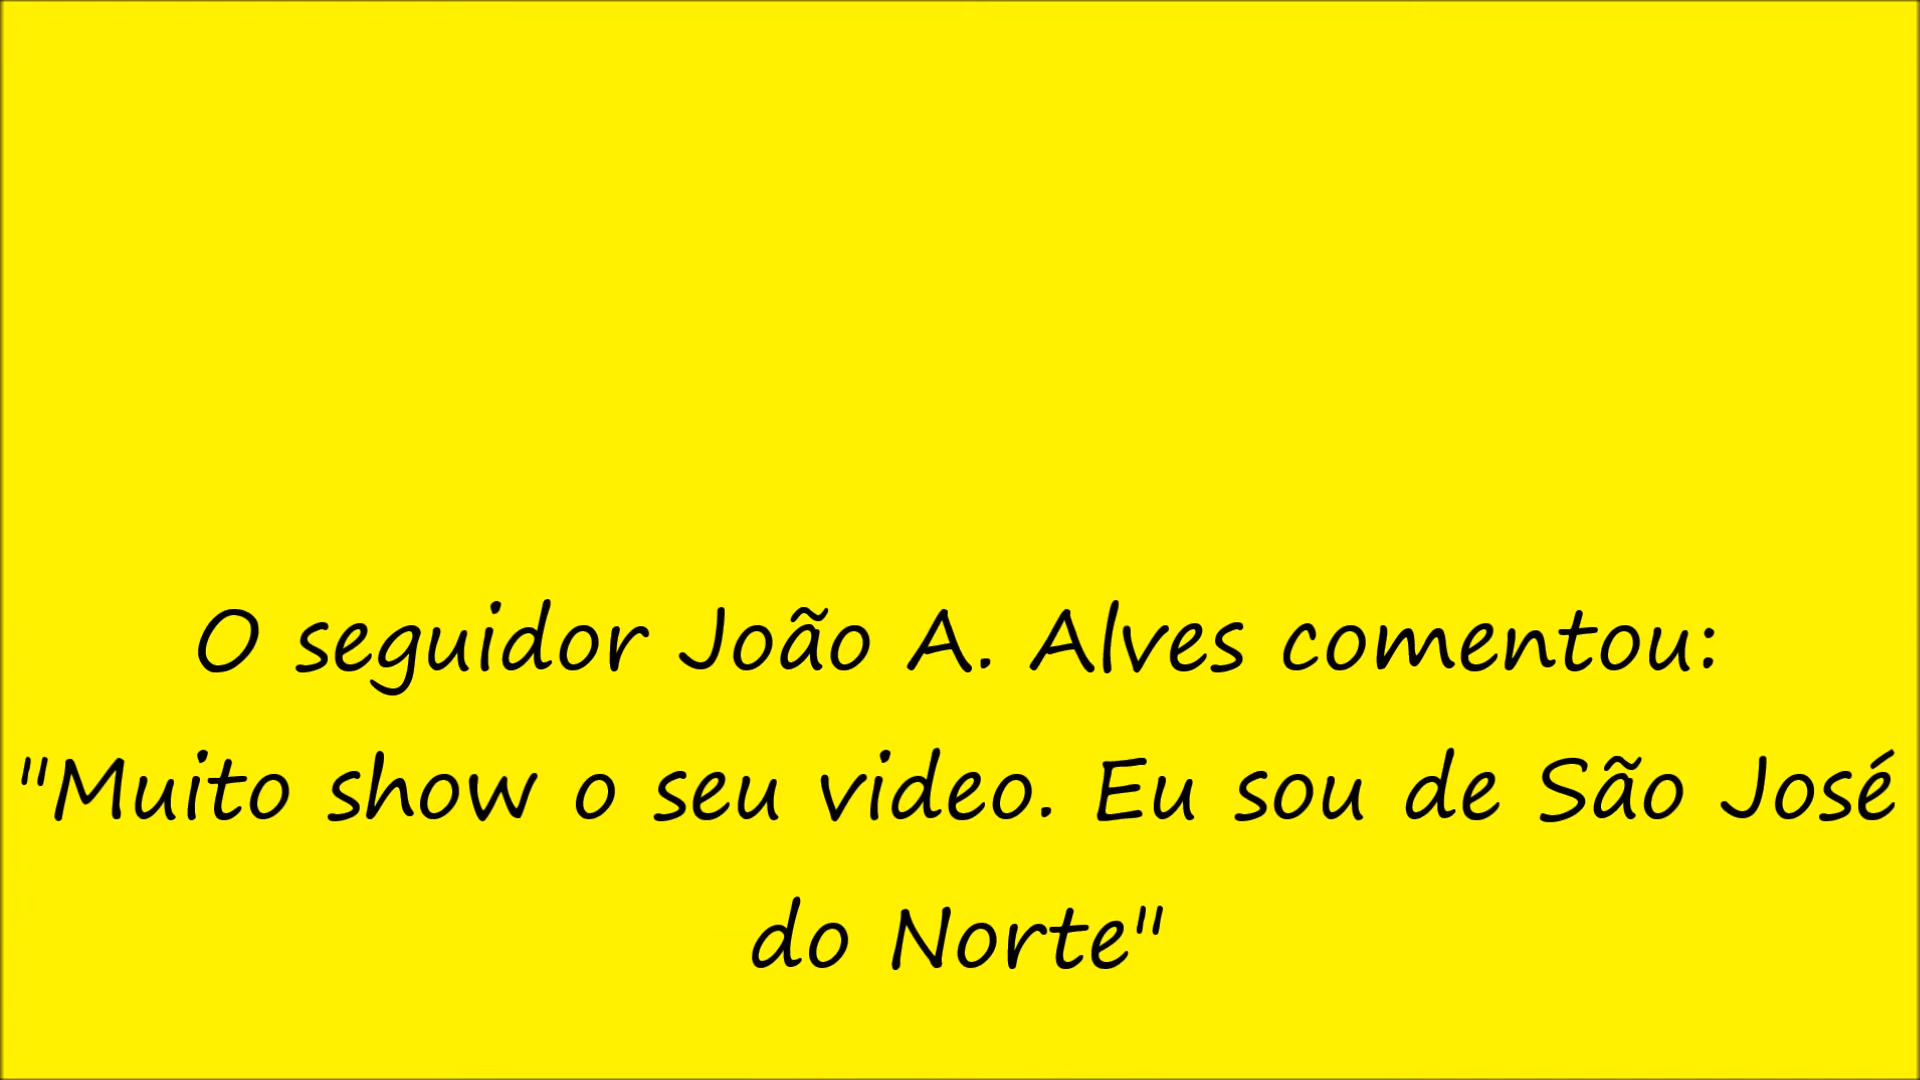 O seguidor João A. Alves comentou:
"Muito show o seu video. Eu sou de São José
do Norte"